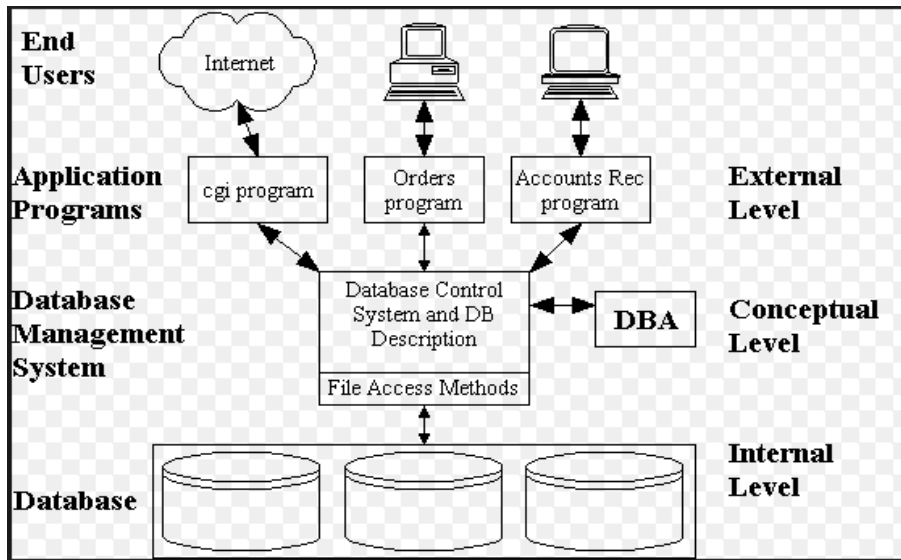 End
Users
Internet
Application
Programs
cgi program
Orders
program
Accounts Rec
program
External
Level
Database
Management
System
Database Control
System and DB
Description
File Access Methods
DBA
Conceptual
Level
Database
Internal
Level